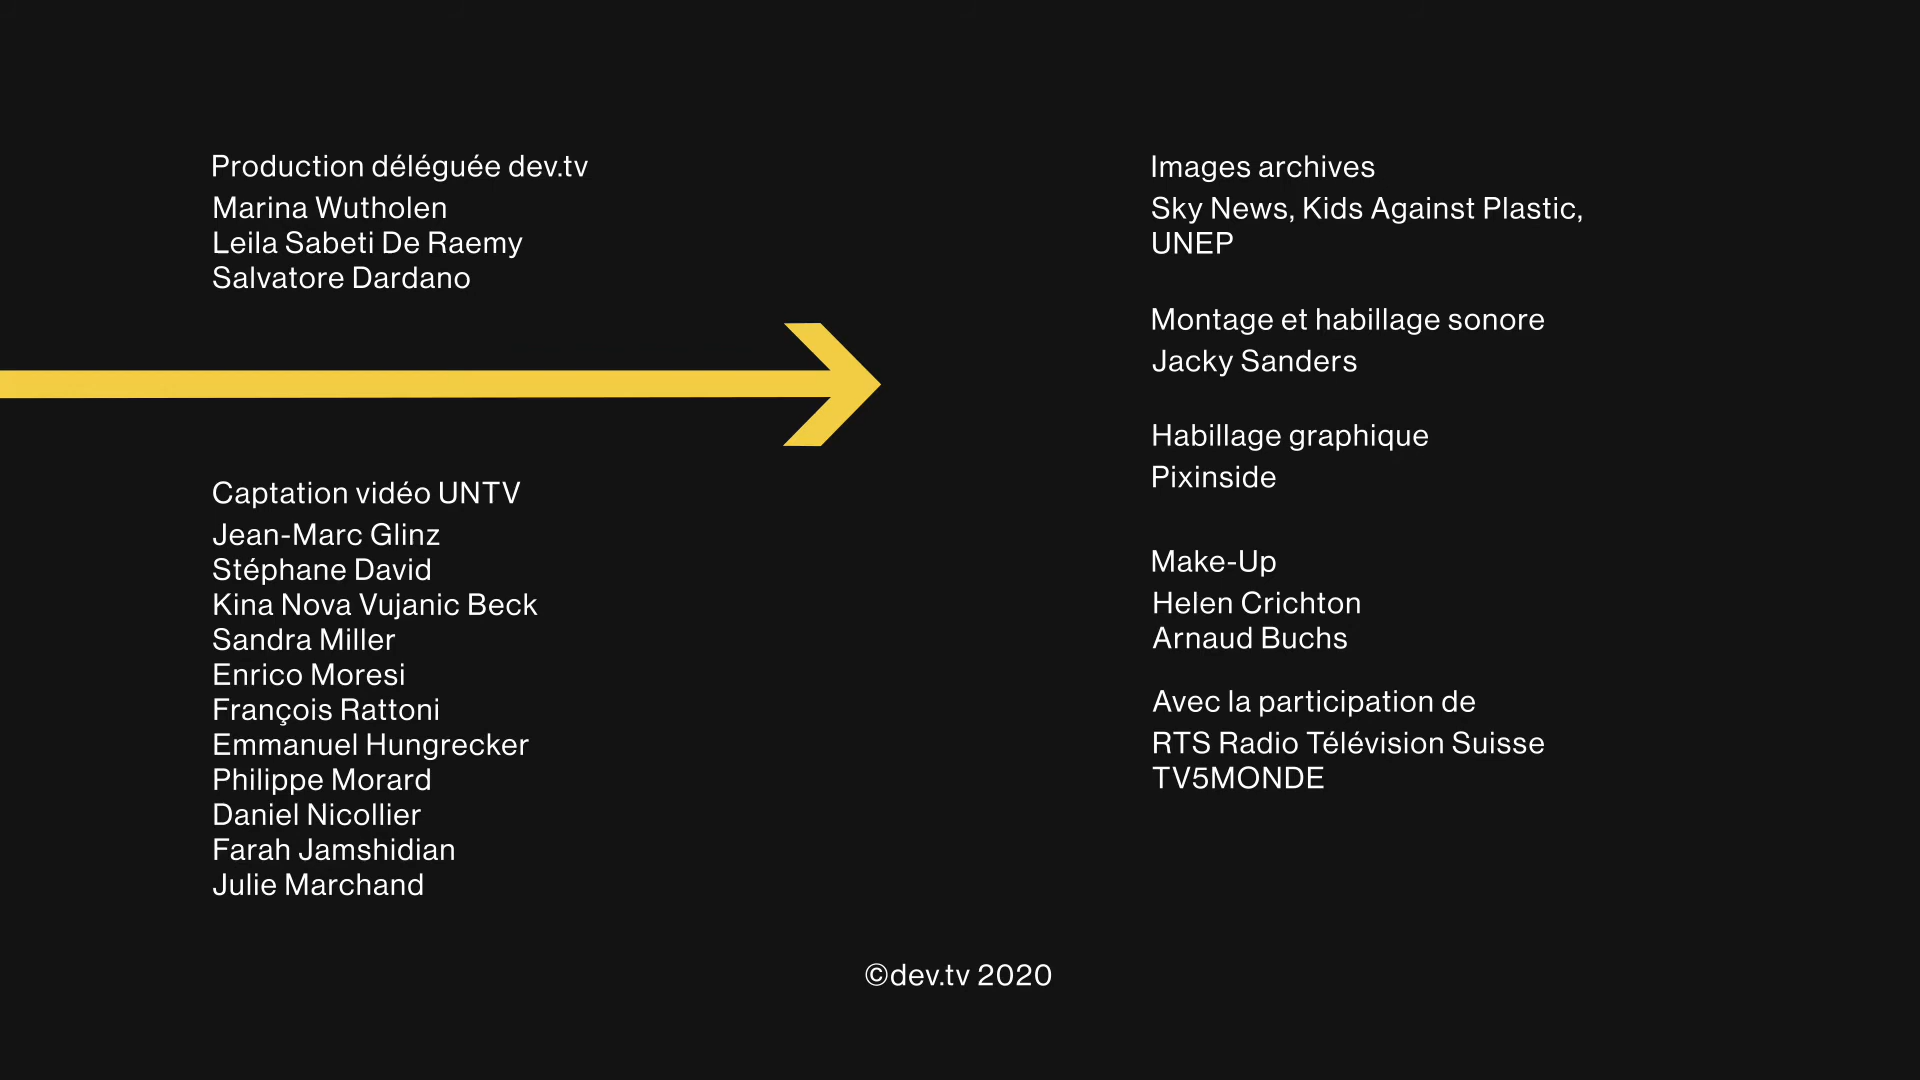 Production déléguée dev.tv
Marina Wutholen
Leila Sabeti De Raemy
Salvatore Dardano
Captation vidéo UNTV
Jean-Marc Glinz
Stéphane David
Kina Nova Vujanic Beck
Sandra Miller
Enrico Moresi
François Rattoni
Emmanuel Hungrecker
Philippe Morard
Daniel Nicollier
Farah Jamshidian
Julie Marchand
Images archives
Sky News, Kids Against Plastic,
UNEP
Montage et habillage sonore
Jacky Sanders
Habillage graphique
Pixinside
Make-Up
Helen Crichton
Arnaud Buchs
Avec la participation de
RTS Radio Télévision Suisse
TV5MONDE
©dev.tv 2020